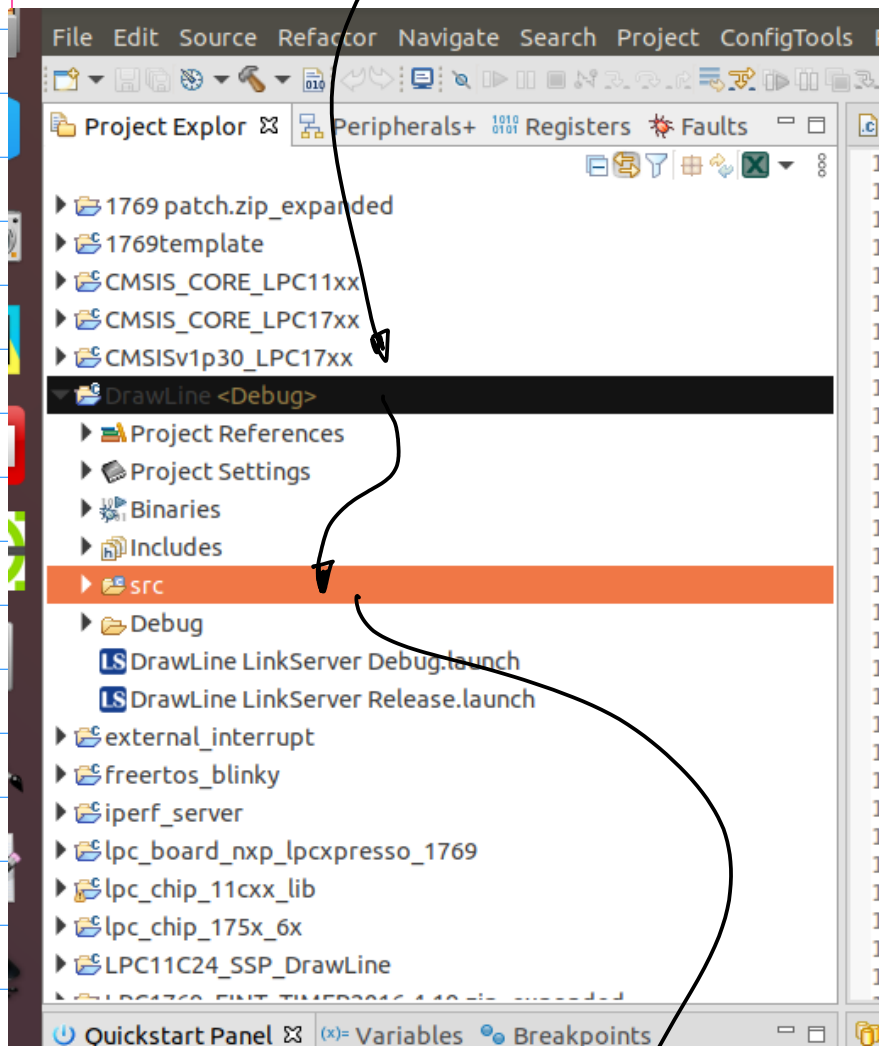 File Edit Source Refactor Navigate Search Project ConfigTools
Project Explor Peripherals+ Registers Faults
1769 patch.zip_expanded
1769template
CMSIS_CORE_LPC11xx
CMSIS_CORE_LPC17xx
CMSISv1p30_LPC17xx
DrawLine <Debug>
Project References
Project Settings
Binaries
Includes
src
Debug
LS DrawLine LinkServer Debug.launch
LS DrawLine LinkServer Release.launch
external_interrupt
freertos_blinky
iperf_server
lpc_board_nxp_lpcxpresso_1769
lpc_chip_11cxx_lib
lpc_chip_175x_6x
LPC11C24_SSP_DrawLine
Quickstart Panel (x)= Variables Breakpoints